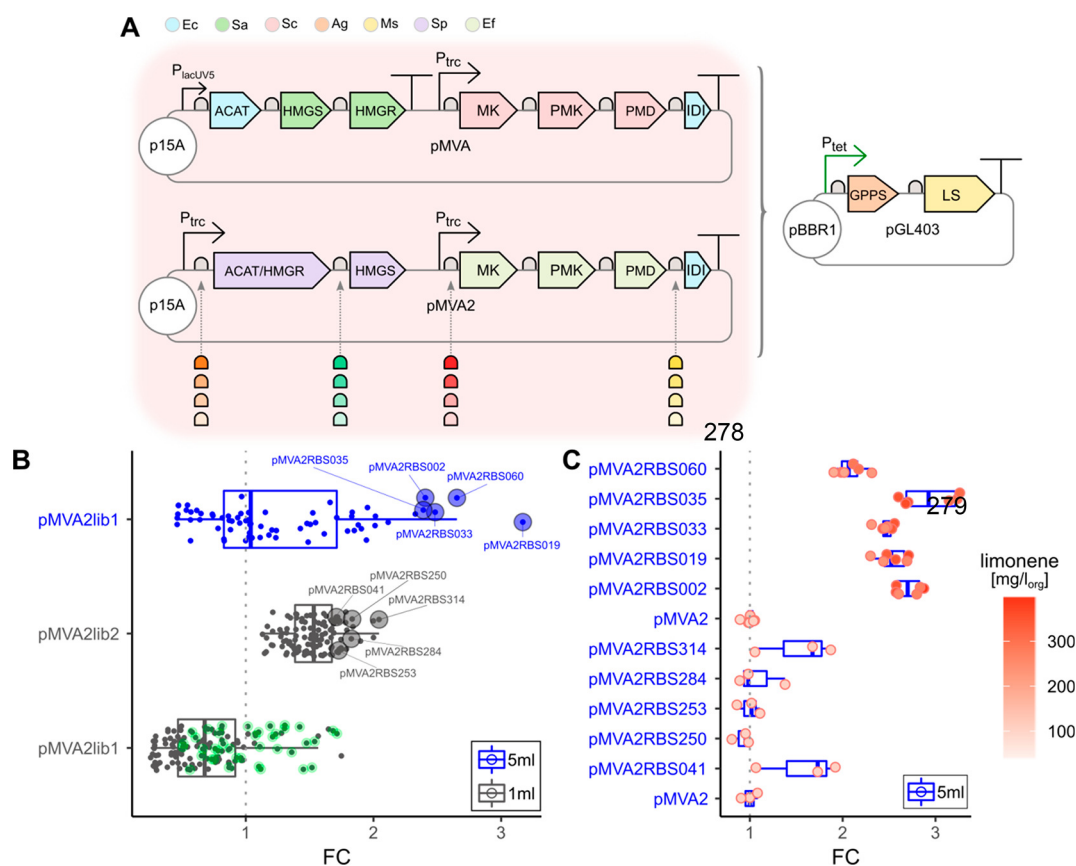 A
Ec Sa Sc Ag Ms Sp Ef
PlacUV5
Ptrc
ACAT HMGS HMGR MK PMK PMD IDI
p15A
pMVA
Ptet
GPPS LS
pBBR1
pGL403
Ptrc
Ptrc
ACAT/HMGR HMGS MK PMK PMD IDI
p15A
pMVA2
278
B
pMVA2RBS035
pMVA2RBS002
pMVA2RBS060
pMVA2lib1
pMVA2RBS033
pMVA2RBS019
pMVA2RBS250
pMVA2RBS041
pMVA2RBS314
pMVA2lib2
pMVA2RBS284
pMVA2RBS253
pMVA2lib1
5ml
1ml
1 2 3
FC
C
pMVA2RBS060
pMVA2RBS035
279
pMVA2RBS033
pMVA2RBS019
pMVA2RBS002
pMVA2
pMVA2RBS314
pMVA2RBS284
pMVA2RBS253
pMVA2RBS250
pMVA2RBS041
pMVA2
5ml
1 2 3
FC
limonene
[mg/lorg]
300
200
100